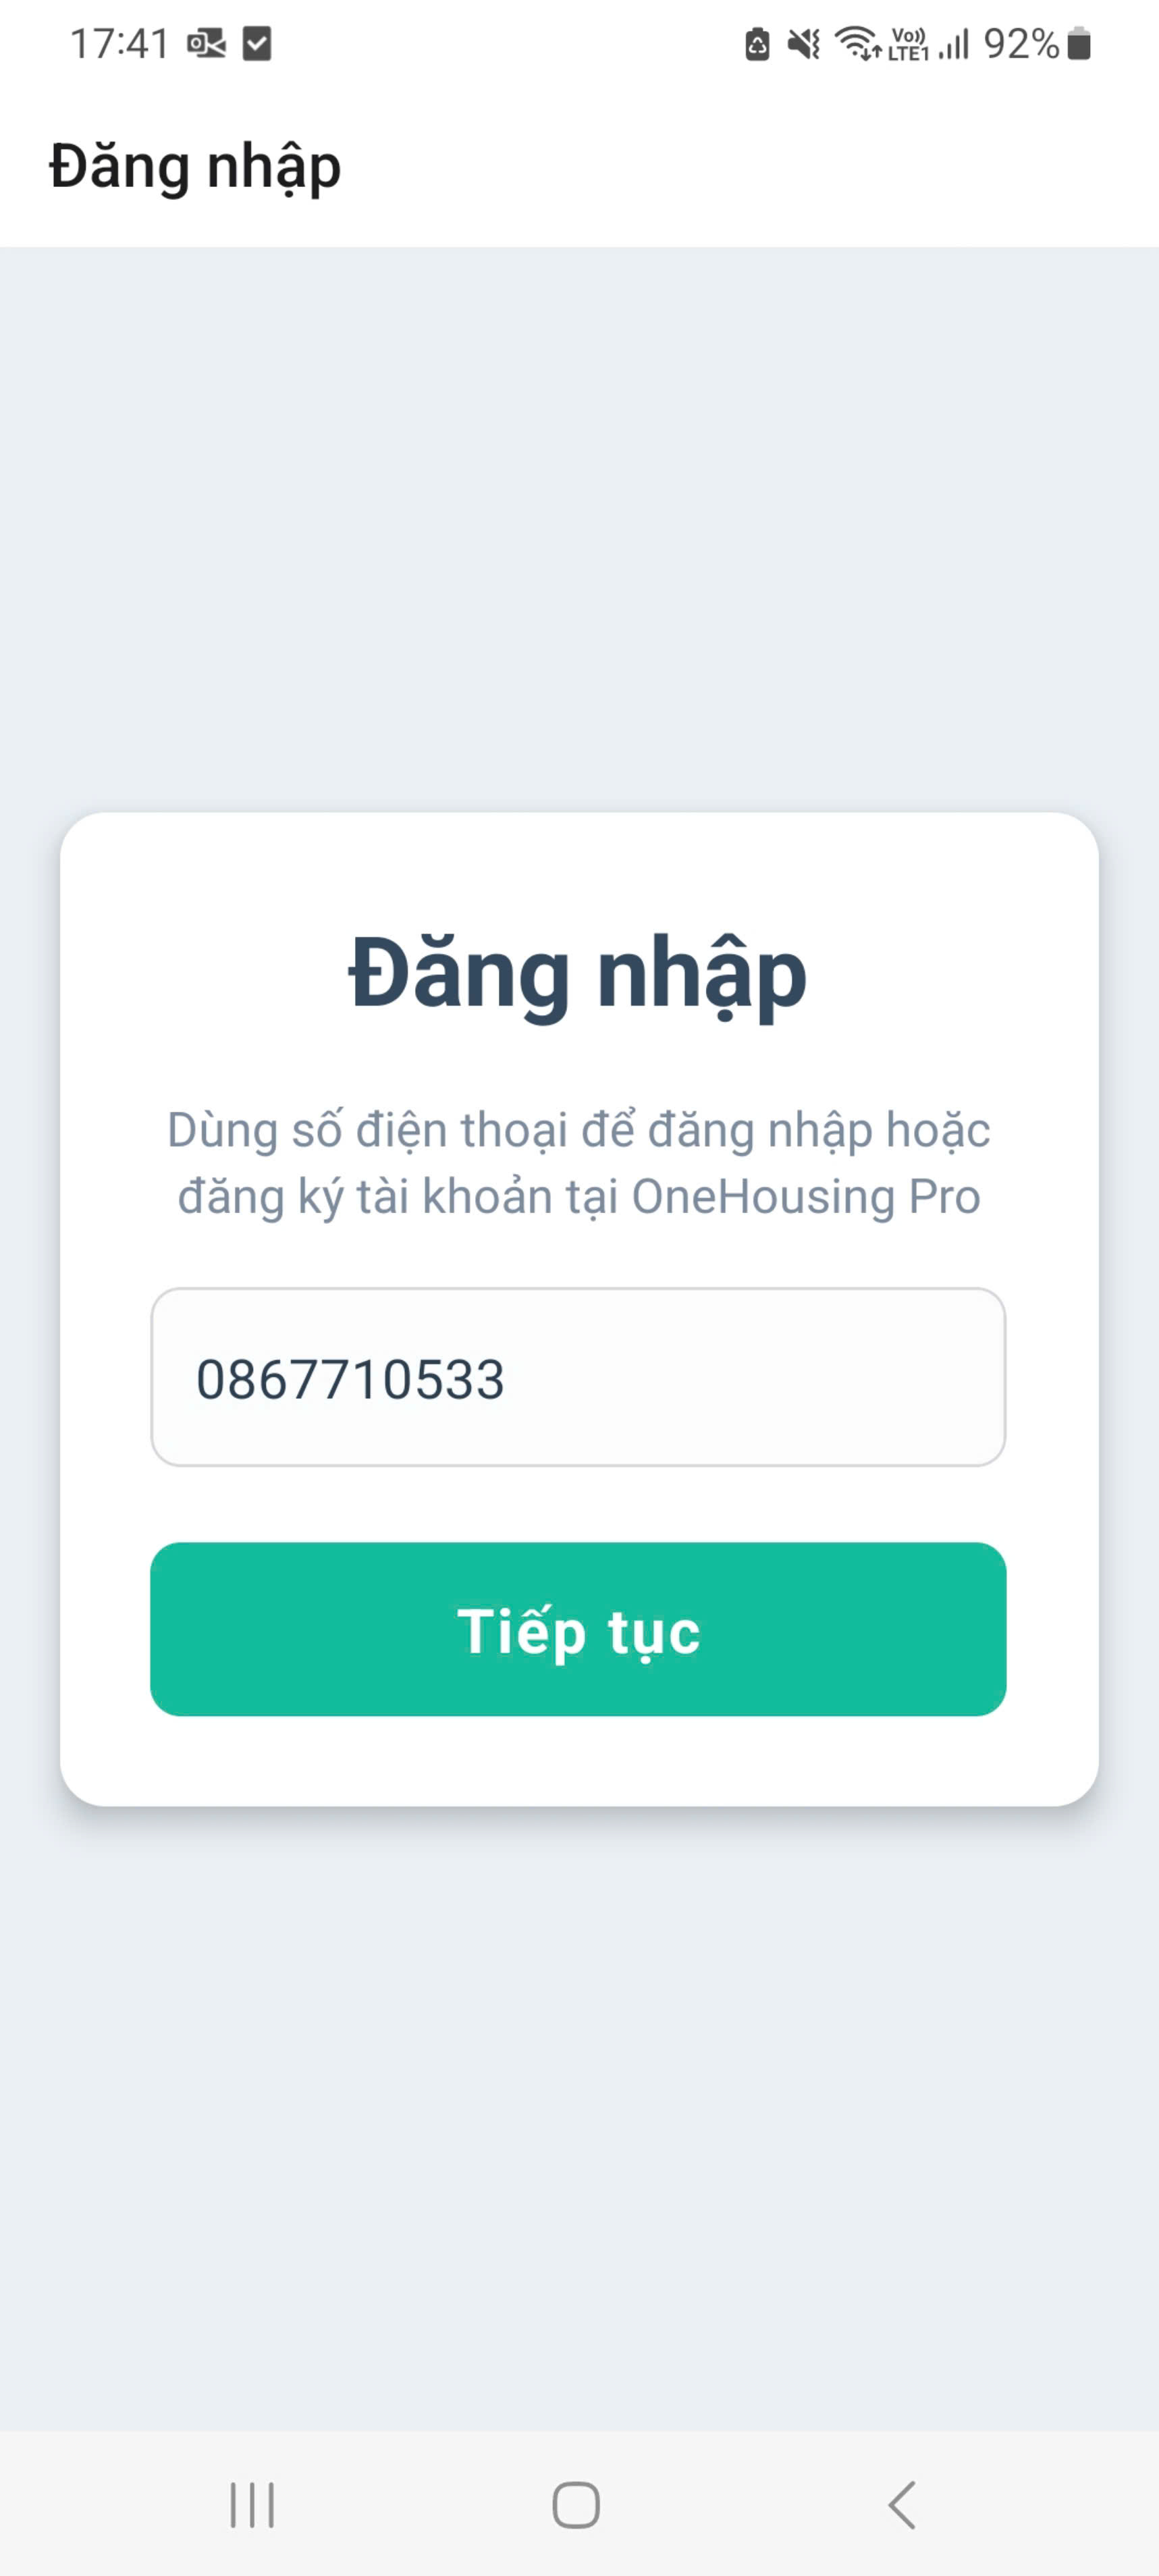 17:41
Vo)) LTE1 92%
Đăng nhập
Đăng nhập
Dùng số điện thoại để đăng nhập hoặc
đăng ký tài khoản tại OneHousing Pro
0867710533
Tiếp tục